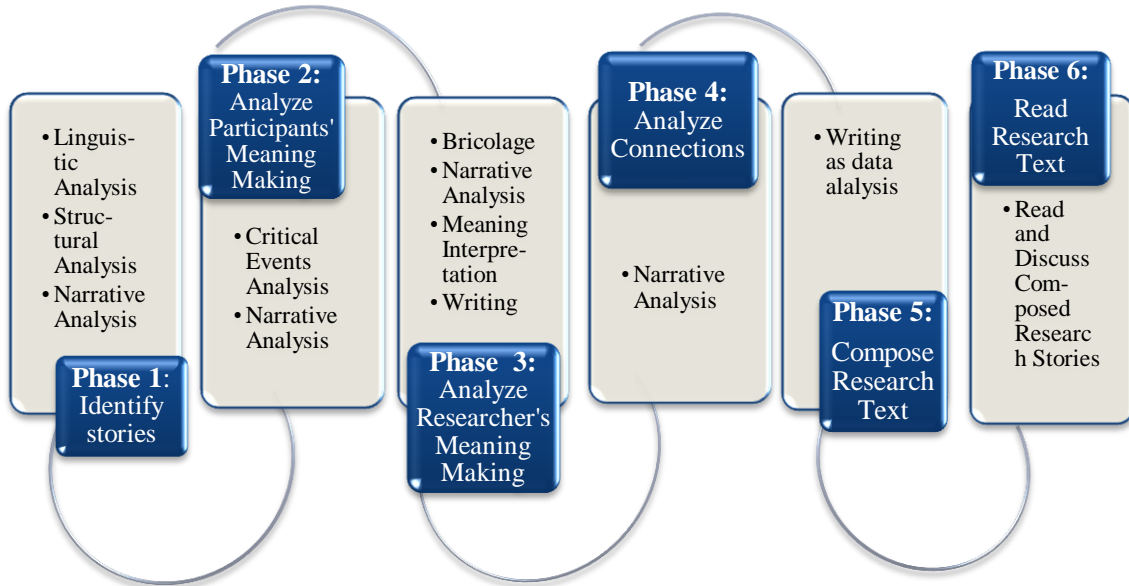 • Linguis-
tic
Analysis
• Struc-
tural
Analysis
• Narrative
Analysis
Phase 1:
Identify
stories
Phase 2:
Analyze
Participants'
Meaning
Making
• Critical
Events
Analysis
• Narrative
Analysis
• Bricolage
• Narrative
Analysis
• Meaning
Interpre-
tation
• Writing
Phase 3:
Analyze
Researcher's
Meaning
Making
Phase 4:
Analyze
Connections
• Narrative
Analysis
• Writing
as data
alalysis
Phase 5:
Compose
Research
Text
Phase 6:
Read
Research
Text
• Read
and
Discuss
Com-
posed
Researc
h Stories